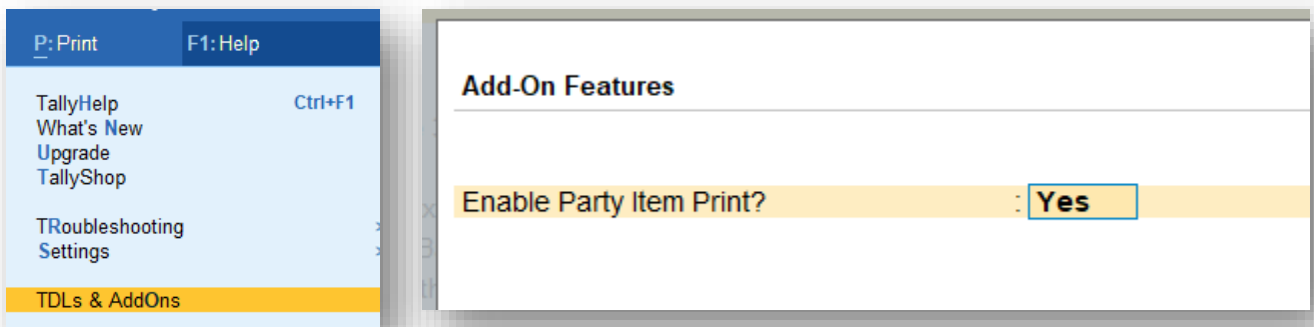 P: Print F1: Help
TallyHelp Ctrl+F1
What's New
Upgrade
TallyShop
TRoubleshooting
Settings
TDLs & AddOns
Add-On Features
Enable Party Item Print? : Yes